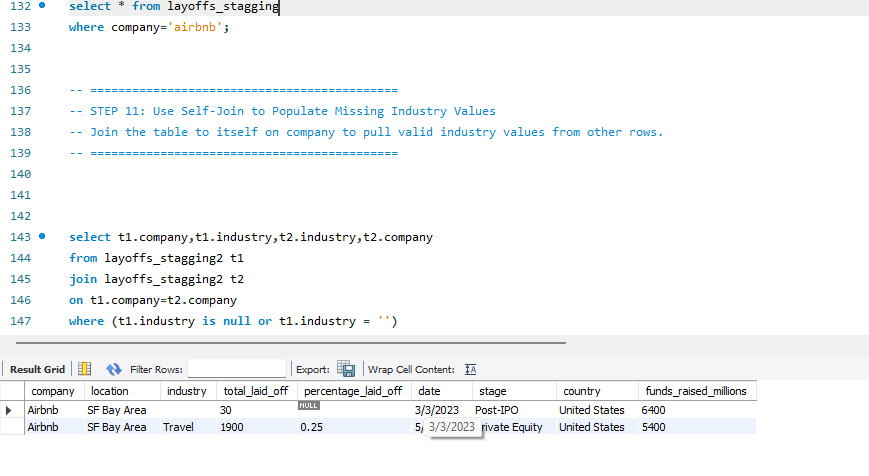 132 select * from layoffs_stagging
133 where company='airbnb';
134
135
136 -- ============================================
137 -- STEP 11: Use Self-Join to Populate Missing Industry Values
138 -- Join the table to itself on company to pull valid industry values from other rows.
139 -- ============================================
140
141
142
143 select t1.company,t1.industry,t2.industry,t2.company
144 from layoffs_stagging2 t1
145 join layoffs_stagging2 t2
146 on t1.company=t2.company
147 where (t1.industry is null or t1.industry = '')
Result Grid Filter Rows: Export: Wrap Cell Content: IA
company location industry total_laid_off percentage_laid_off date stage country funds_raised_millions
Airbnb SF Bay Area 30 NULL 3/3/2023 Post-IPO United States 6400
Airbnb SF Bay Area Travel 1900 0.25 5/ 3/3/2023 rivate Equity United States 5400